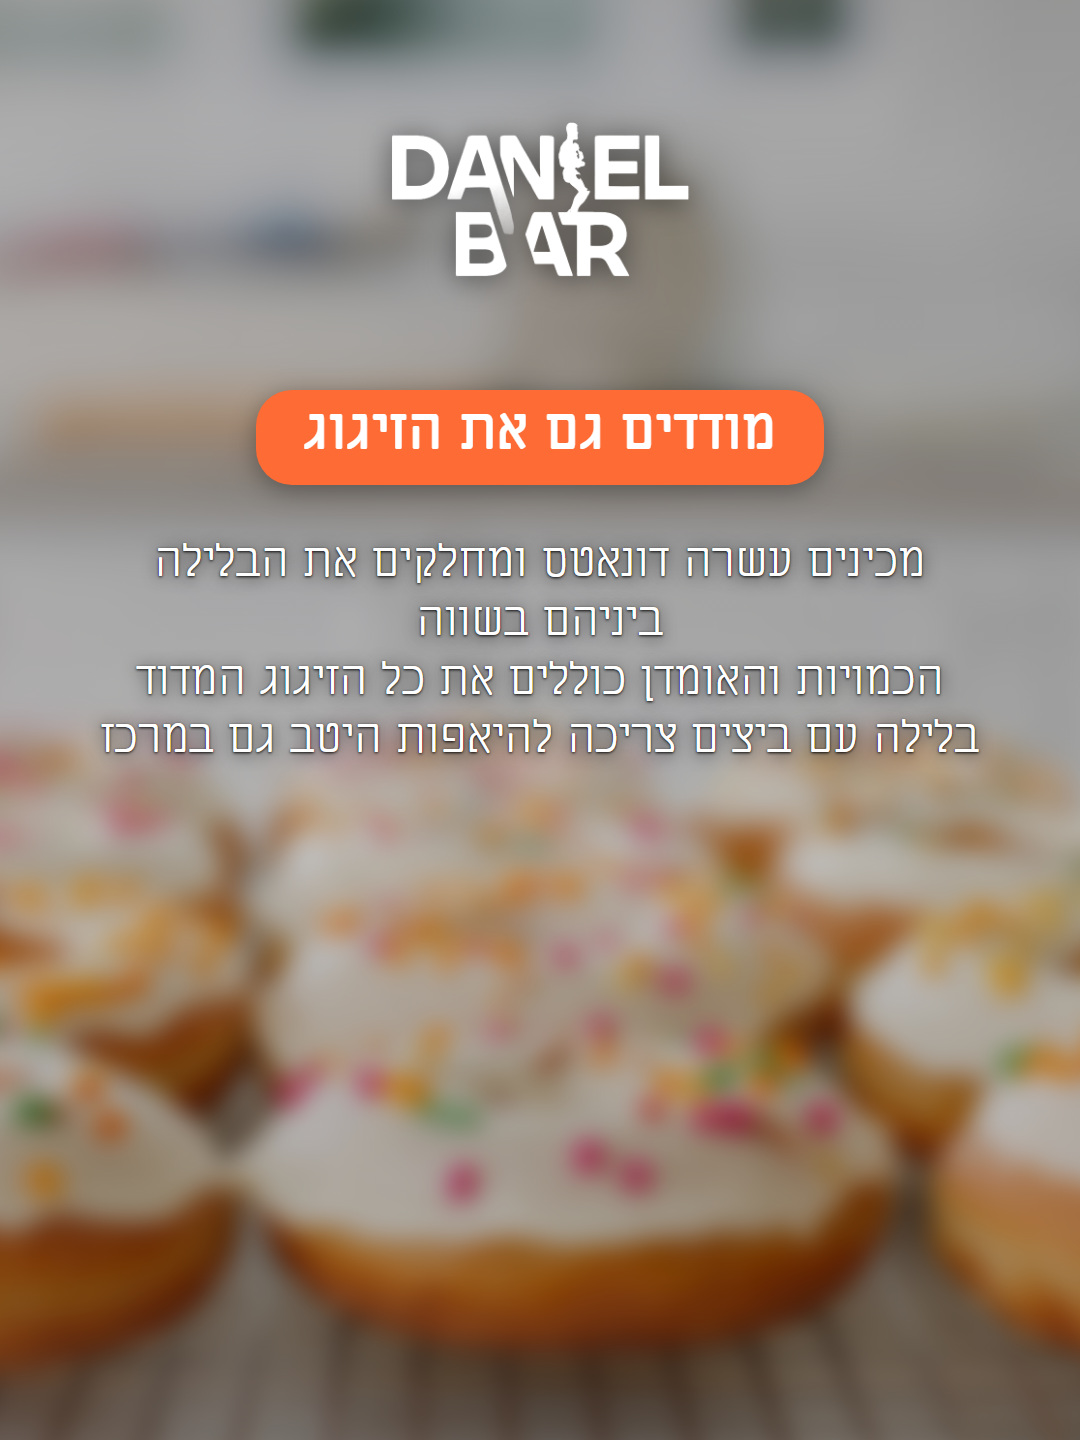 DANIEL
BAR
מודדים גם את הזיגוג
מכינים עשרה דונאטס ומחלקים את הבלילה
ביניהם בשווה
הכמויות והאומדן כוללים את כל הזיגוג המדוד
בלילה עם ביצים צריכה להיאפות היטב גם במרכז